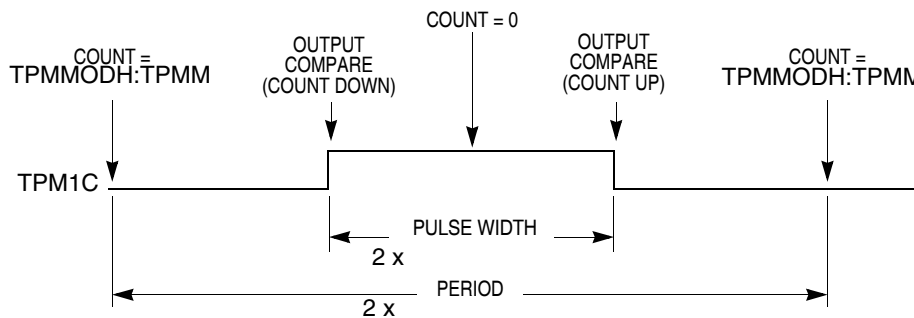 COUNT = 0
COUNT =
TPMMODH:TPMM
OUTPUT
COMPARE
(COUNT DOWN)
OUTPUT
COMPARE
(COUNT UP)
COUNT =
TPMMODH:TPMM
TPM1C
PULSE WIDTH
2 x
PERIOD
2 x